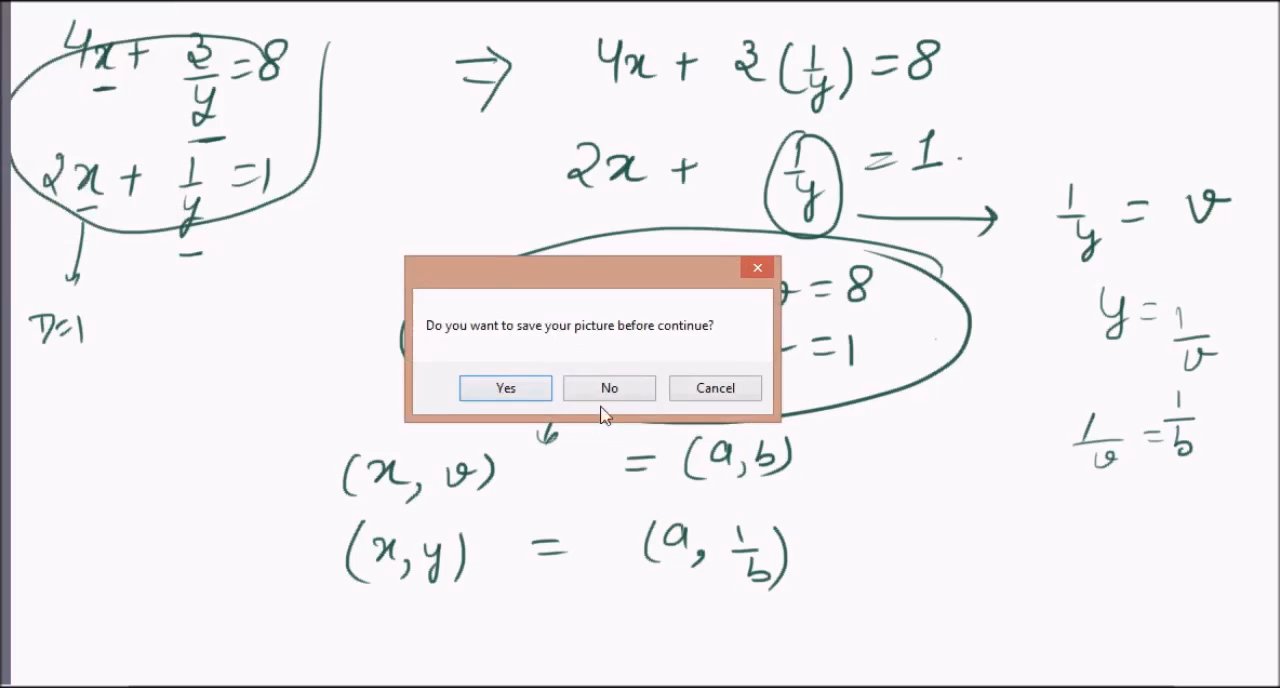 4x + 3/y = 8 ⇒ 4x + 3(1/y) = 8
2x + 1/y = 1 2x + 1/y = 1.
→ 1/y = v
D=1
= 8
y = 1/v
= 1
Do you want to save your picture before continue?
Yes No Cancel
1/v = 1/b
(x, v) = (a, b)
(x, y) = (a, 1/b)